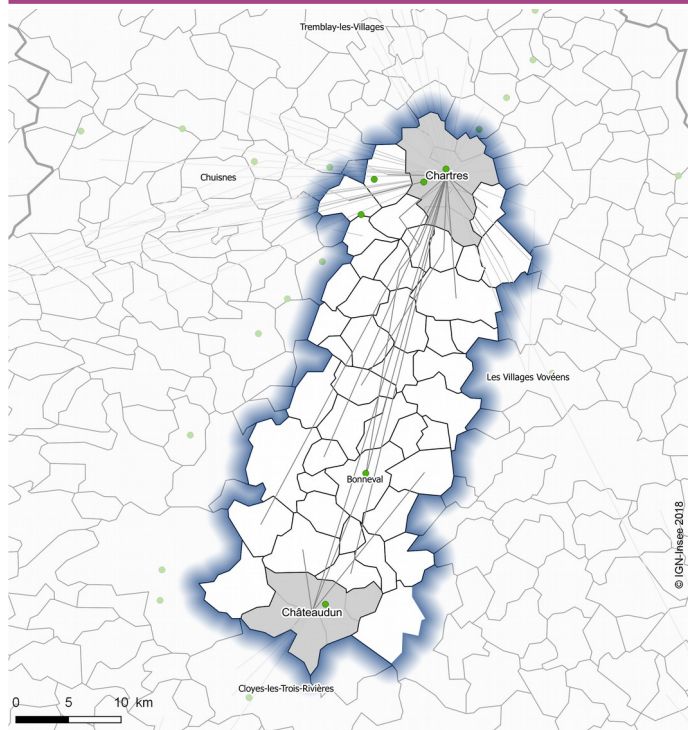 Tremblay-les-Villages
Chuisnes
Chartres
Les Villages Vovéens
Bonneval
Châteaudun
Cloyes-les-Trois-Rivières
0 5 10 km
© IGN-Insee 2018